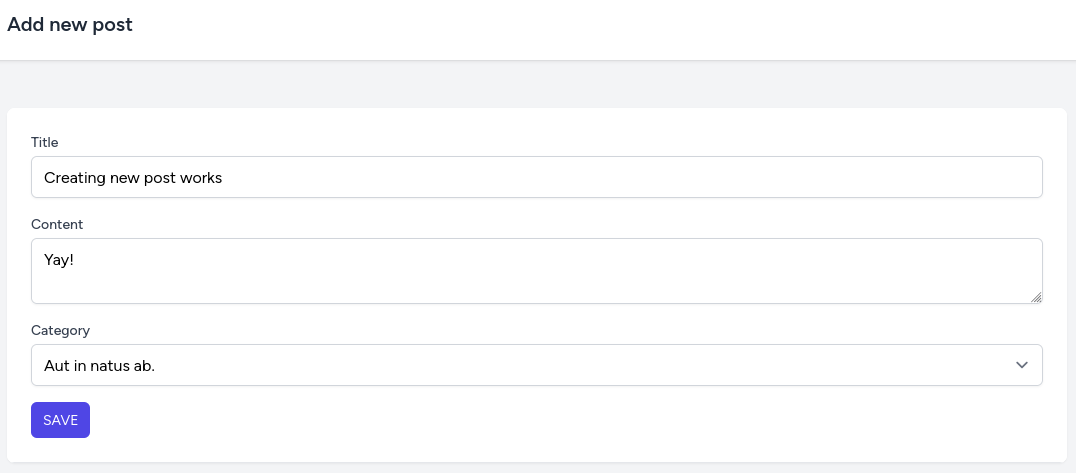 Add new post
Title
Creating new post works
Content
Yay!
Category
Aut in natus ab.
SAVE